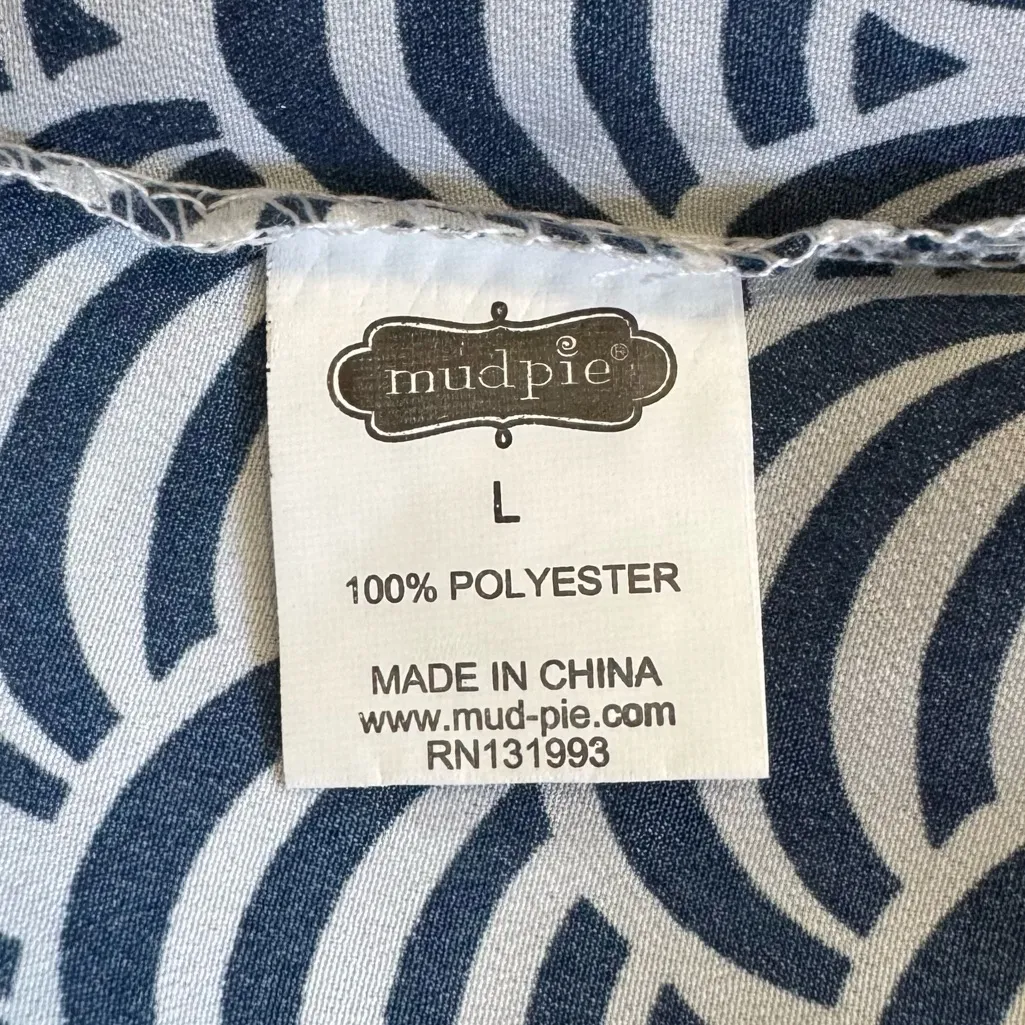 mudpie®
L
100% POLYESTER
MADE IN CHINA
www.mud-pie.com
RN131993